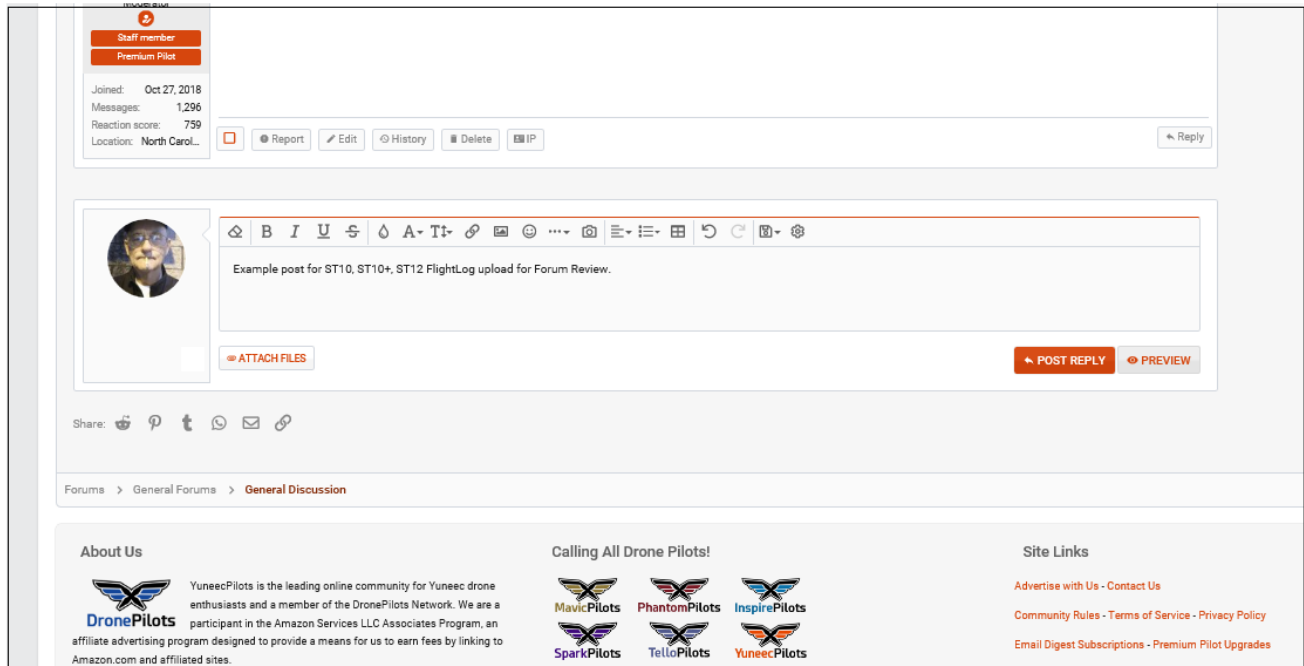 Moderator
Staff member
Premium Pilot
Joined: Oct 27, 2018
Messages: 1,296
Reaction score: 759
Location: North Carol...
Report Edit History Delete IP
Reply
B I U S A T
Example post for ST10, ST10+, ST12 FlightLog upload for Forum Review.
ATTACH FILES
POST REPLY PREVIEW
Share:
Forums > General Forums > General Discussion
About Us
DronePilots
YuneecPilots is the leading online community for Yuneec drone
enthusiasts and a member of the DronePilots Network. We are a
participant in the Amazon Services LLC Associates Program, an
affiliate advertising program designed to provide a means for us to earn fees by linking to
Amazon.com and affiliated sites.
Calling All Drone Pilots!
MavicPilots PhantomPilots InspirePilots
SparkPilots TelloPilots YuneecPilots
Site Links
Advertise with Us - Contact Us
Community Rules - Terms of Service - Privacy Policy
Email Digest Subscriptions - Premium Pilot Upgrades